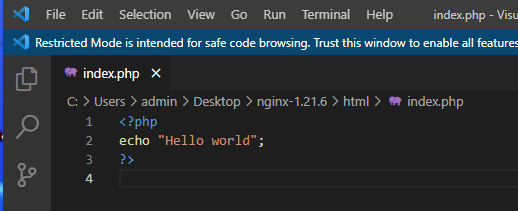 File Edit Selection View Go Run Terminal Help index.php - Visu
Restricted Mode is intended for safe code browsing. Trust this window to enable all features
index.php
C: > Users > admin > Desktop > nginx-1.21.6 > html > index.php
1 <?php
2 echo "Hello world";
3 ?>
4